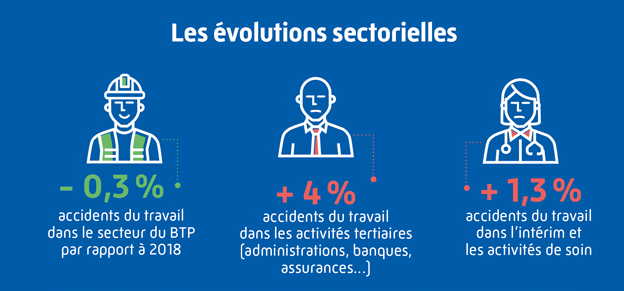 Les évolutions sectorielles
- 0,3 %
accidents du travail
dans le secteur du BTP
par rapport à 2018
+ 4 %
accidents du travail
dans les activités tertiaires
(administrations, banques,
assurances...)
+ 1,3 %
accidents du travail
dans l'intérim et
les activités de soin